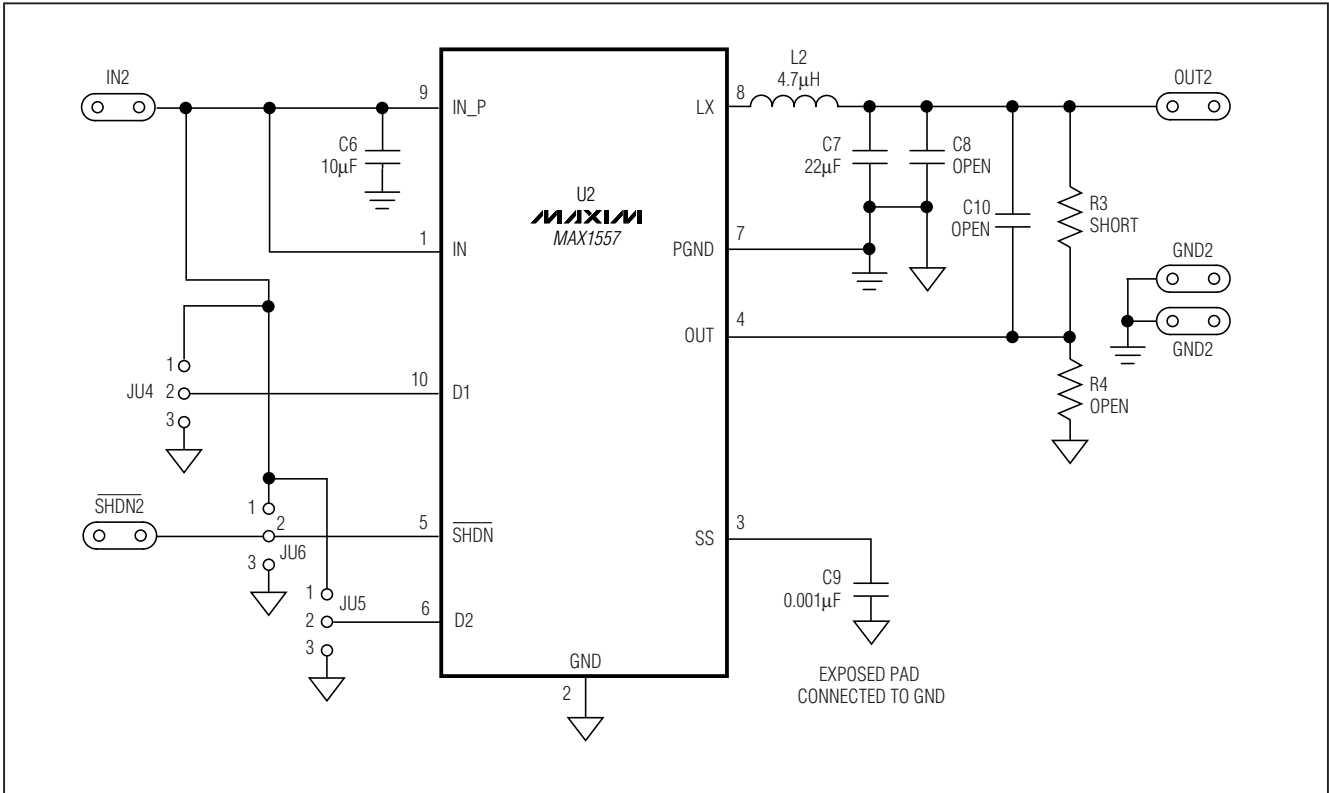 IN2
9
IN_P
C6
10µF
1
IN
1
JU4
2
3
10
D1
SHDN2
1
2
JU6
3
5
SHDN
1
JU5
2
3
6
D2
U2
MAXIM
MAX1557
GND
2
L2
4.7µH
8
LX
C7
22µF
C8
OPEN
C10
OPEN
R3
SHORT
OUT2
7
PGND
GND2
GND2
4
OUT
R4
OPEN
3
SS
C9
0.001µF
EXPOSED PAD
CONNECTED TO GND